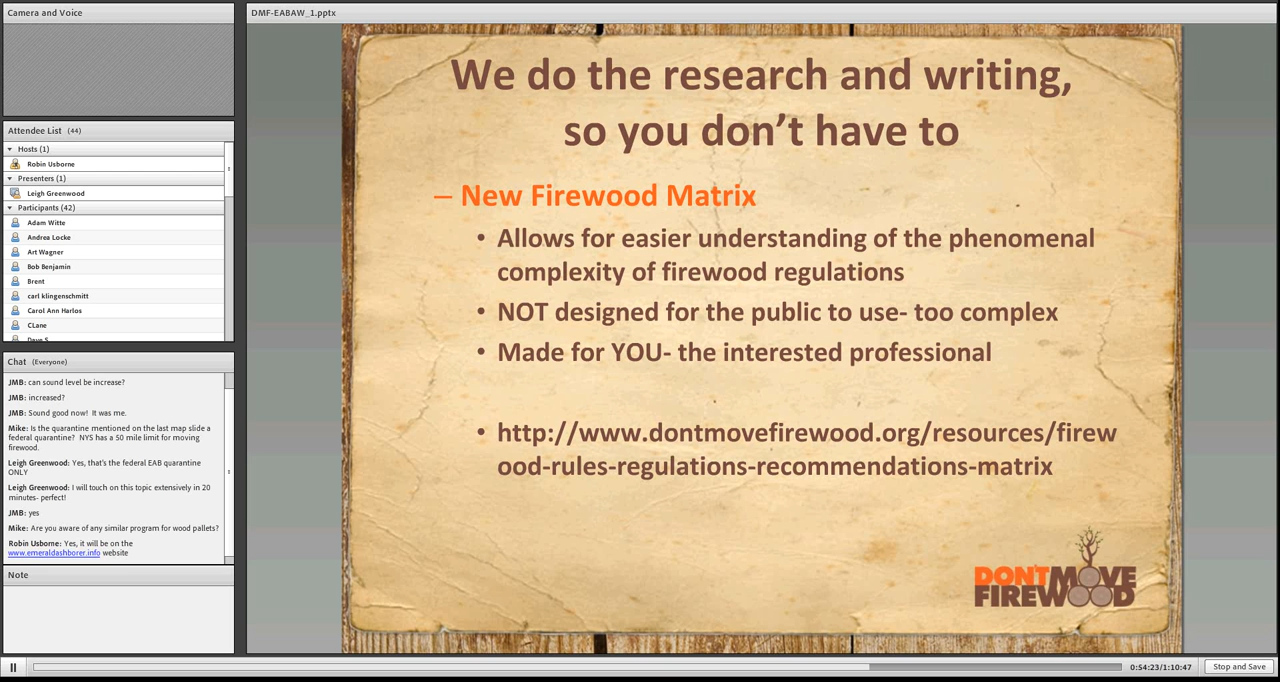 Camera and Voice
Attendee List (44)
Hosts (1)
Robin Usborne
Presenters (1)
Leigh Greenwood
Participants (42)
Adam Witte
Andrea Locke
Art Wagner
Bob Benjamin
Brent
carl klingenschmitt
Carol Ann Harlos
CLane
Dave S
Chat (Everyone)
JMB: can sound level be increase?
JMB: increased?
JMB: Sound good now! It was me.
Mike: Is the quarantine mentioned on the last map slide a
federal quarantine? NYS has a 50 mile limit for moving
firewood.
Leigh Greenwood: Yes, that's the federal EAB quarantine
ONLY
Leigh Greenwood: I will touch on this topic extensively in 20
minutes- perfect!
JMB: yes
Mike: Are you aware of any similar program for wood pallets?
Robin Usborne: Yes, it will be on the
www.emeraldashborer.info website
Note
DMF-EABAW_1.pptx
We do the research and writing,
so you don't have to
– New Firewood Matrix
• Allows for easier understanding of the phenomenal
complexity of firewood regulations
• NOT designed for the public to use- too complex
• Made for YOU- the interested professional
• http://www.dontmovefirewood.org/resources/firew
ood-rules-regulations-recommendations-matrix
DON'T MOVE
FIREWOOD
0:54:23/1:10:47
Stop and Save